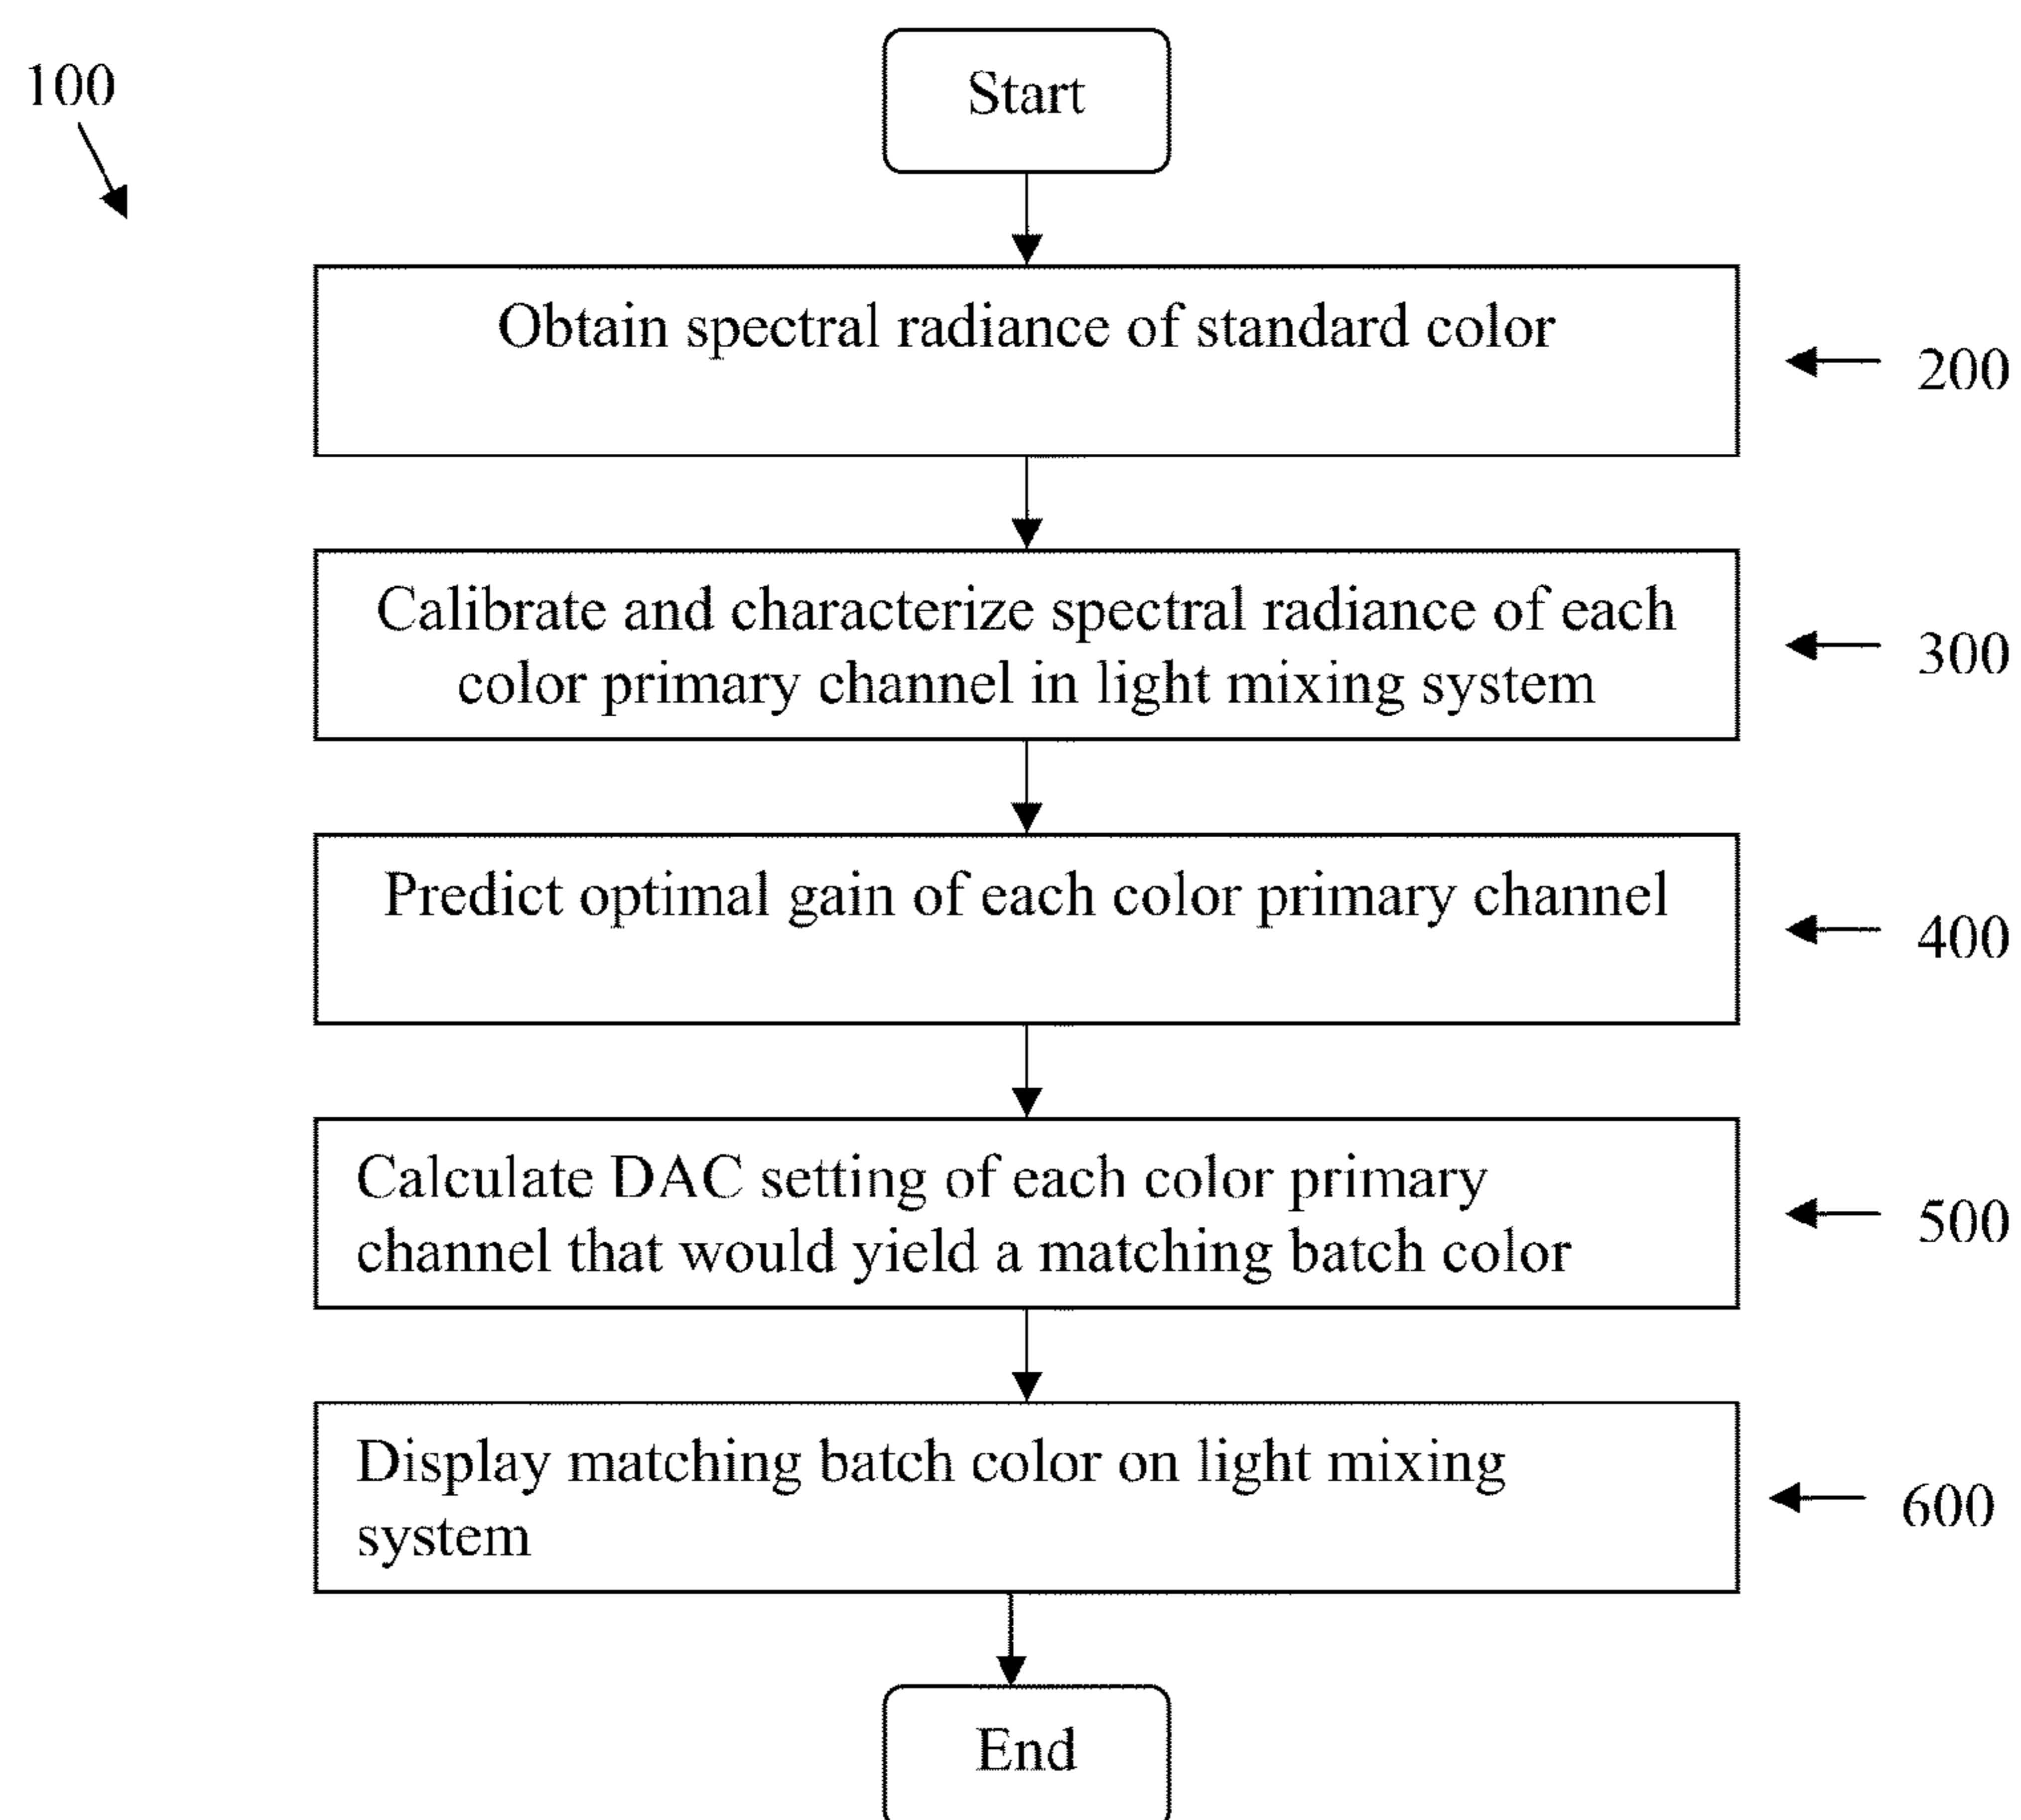 100
Start
Obtain spectral radiance of standard color
200
Calibrate and characterize spectral radiance of each
color primary channel in light mixing system
300
Predict optimal gain of each color primary channel
400
Calculate DAC setting of each color primary
channel that would yield a matching batch color
500
Display matching batch color on light mixing
system
600
End